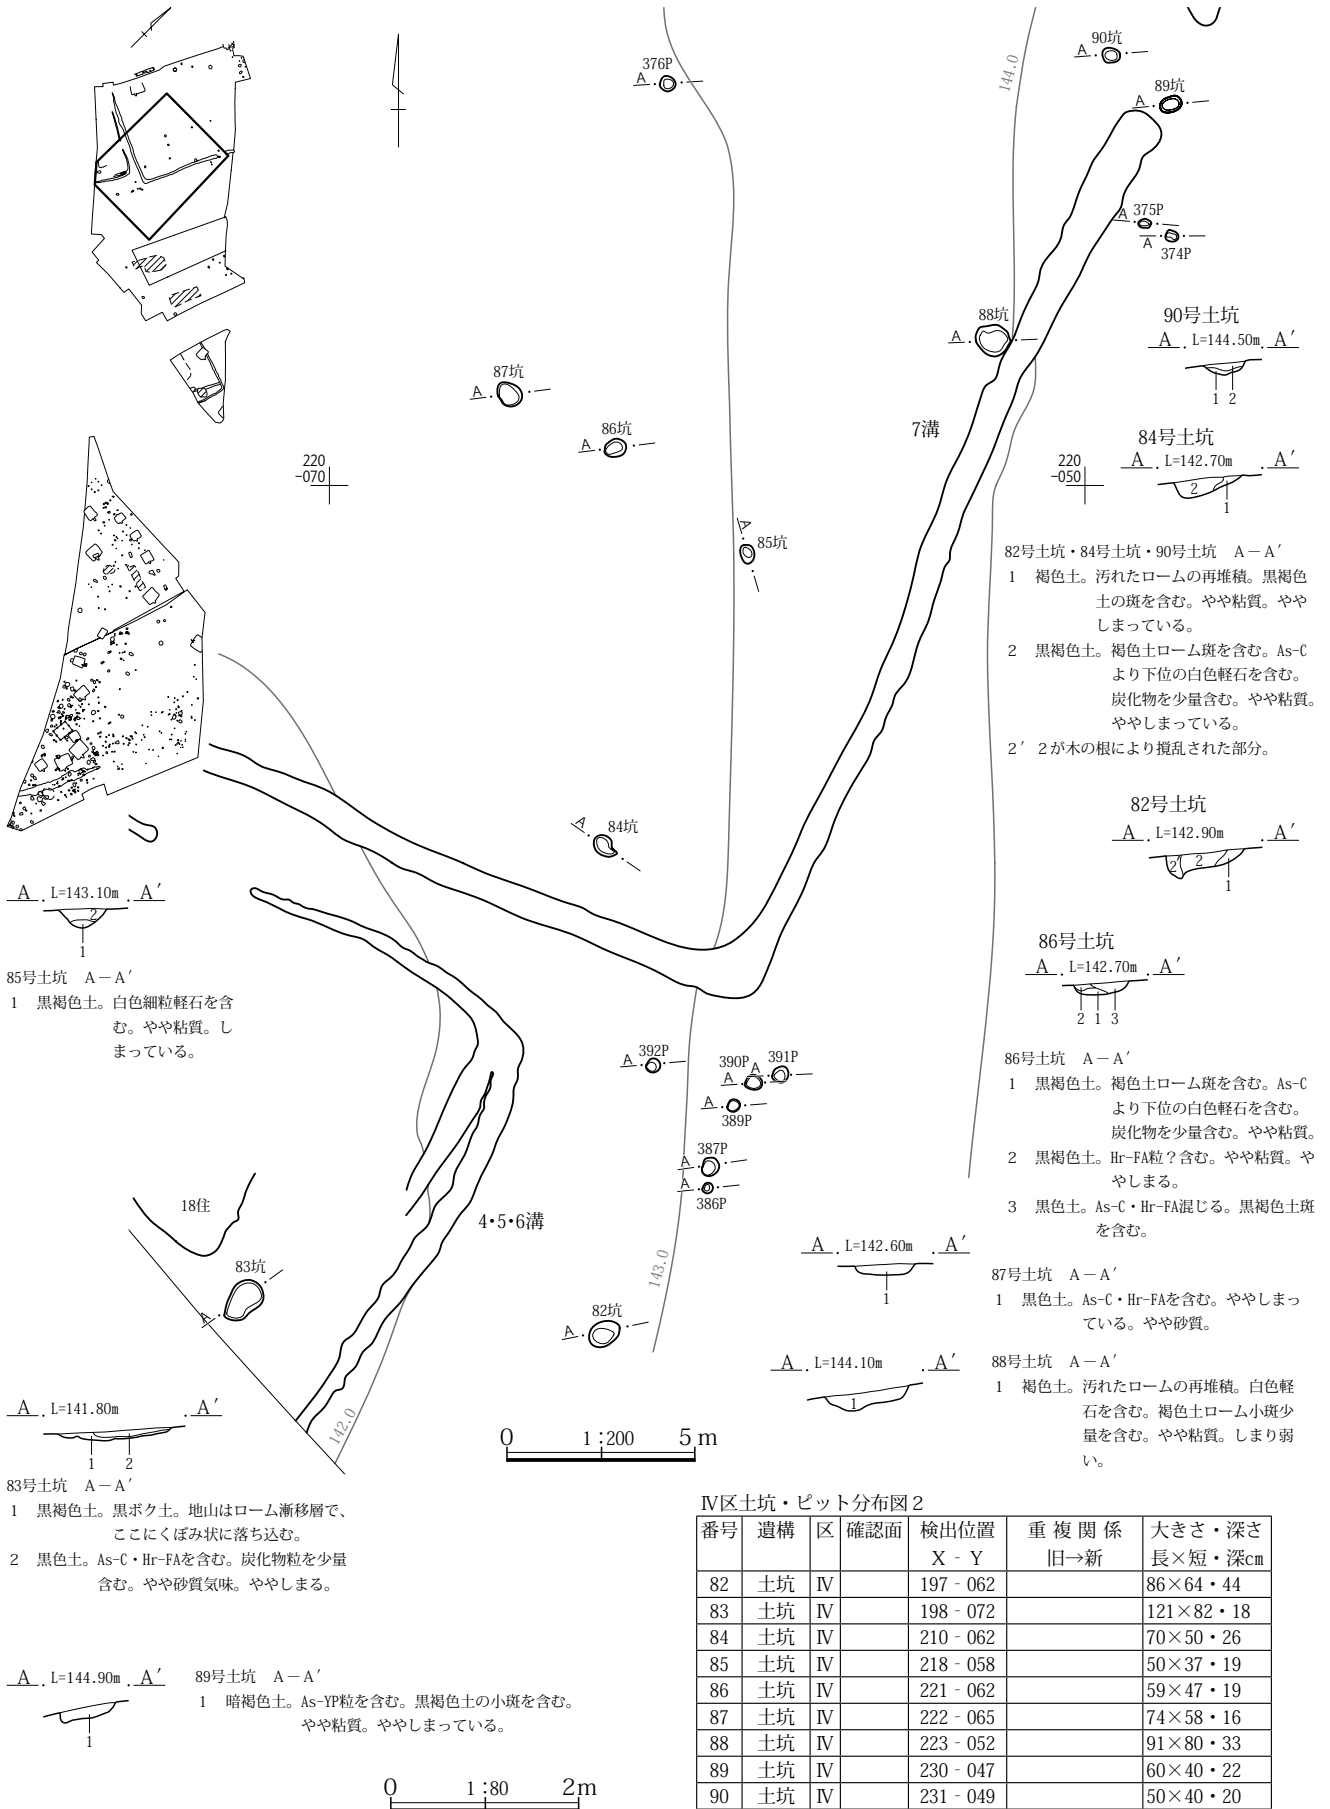 90坑
A
376P
A
144.0
89坑
A
375P
A
A
374P
88坑
A
90号土坑
A L=144.50m A′
1 2
87坑
A
86坑
A
7溝
84号土坑
A L=142.70m A′
2
1
220
-070
220
-050
A
85坑
82号土坑・84号土坑・90号土坑 A－A′
1 褐色土。汚れたロームの再堆積。黒褐色
土の斑を含む。やや粘質。やや
しまっている。
2 黒褐色土。褐色土ローム斑を含む。As-C
より下位の白色軽石を含む。
炭化物を少量含む。やや粘質。
ややしまっている。
2′ 2が木の根により撹乱された部分。
82号土坑
A L=142.90m A′
2′ 2
1
A
84坑
A L=143.10m A′
2
1
85号土坑 A－A′
1 黒褐色土。白色細粒軽石を含
む。やや粘質。し
まっている。
86号土坑
A L=142.70m A′
2 1 3
86号土坑 A－A′
1 黒褐色土。褐色土ローム斑を含む。As-C
より下位の白色軽石を含む。
炭化物を少量含む。やや粘質。
2 黒褐色土。Hr-FA粒？含む。やや粘質。や
やしまる。
3 黒色土。As-C・Hr-FA混じる。黒褐色土斑
を含む。
392P
A
390P
A
391P
A
A
389P
387P
A
A
386P
18住
4・5・6溝
83坑
A
82坑
A
143.0
142.0
A L=142.60m A′
1
87号土坑 A－A′
1 黒色土。As-C・Hr-FAを含む。ややしまっ
ている。やや砂質。
A L=144.10m A′
1
88号土坑 A－A′
1 褐色土。汚れたロームの再堆積。白色軽
石を含む。褐色土ローム小斑少
量を含む。やや粘質。しまり弱
い。
A L=141.80m A′
1 2
83号土坑 A－A′
1 黒褐色土。黒ボク土。地山はローム漸移層で、
ここにくぼみ状に落ち込む。
2 黒色土。As-C・Hr-FAを含む。炭化物粒を少量
含む。やや砂質気味。ややしまる。
0 1:200 5m
A L=144.90m A′
1
89号土坑 A－A′
1 暗褐色土。As-YP粒を含む。黒褐色土の小斑を含む。
やや粘質。ややしまっている。
0 1:80 2m
Ⅳ区土坑・ピット分布図2
番号 遺構 区 確認面 検出位置 重複関係 大きさ・深さ
X - Y 旧→新 長×短・深cm
82 土坑 Ⅳ 197 - 062 86×64・44
83 土坑 Ⅳ 198 - 072 121×82・18
84 土坑 Ⅳ 210 - 062 70×50・26
85 土坑 Ⅳ 218 - 058 50×37・19
86 土坑 Ⅳ 221 - 062 59×47・19
87 土坑 Ⅳ 222 - 065 74×58・16
88 土坑 Ⅳ 223 - 052 91×80・33
89 土坑 Ⅳ 230 - 047 60×40・22
90 土坑 Ⅳ 231 - 049 50×40・20